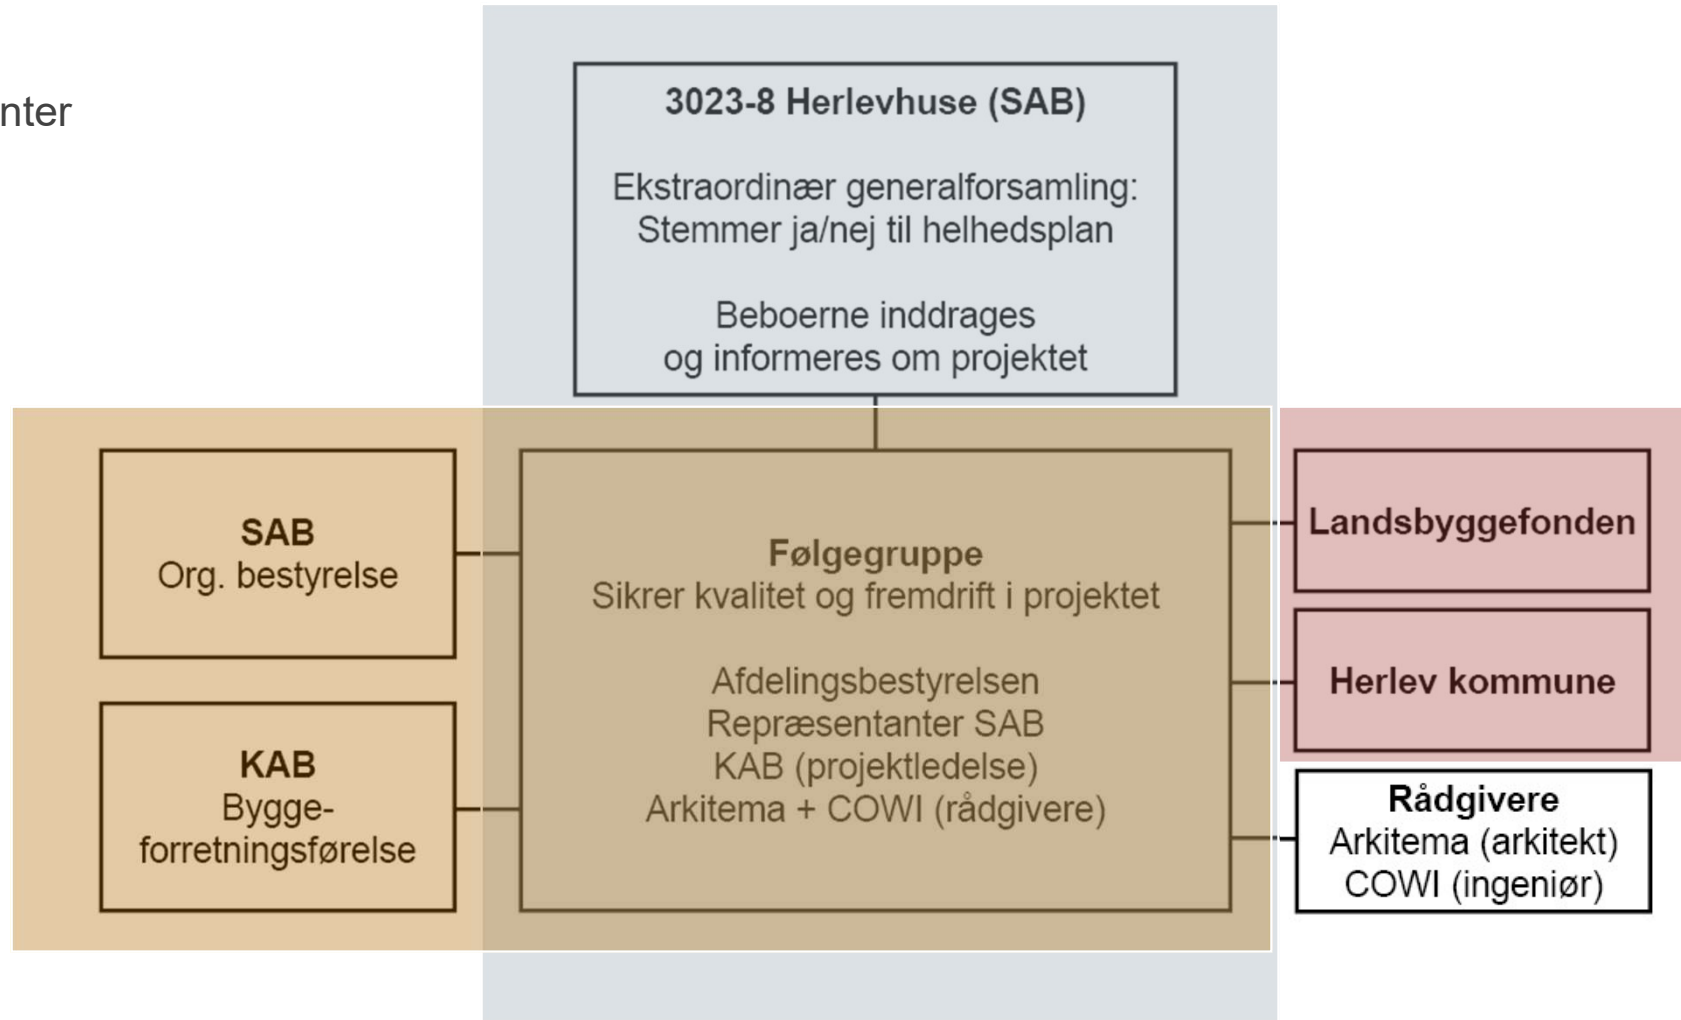 nter
3023-8 Herlevhuse (SAB)
Ekstraordinær generalforsamling:
Stemmer ja/nej til helhedsplan
Beboerne inddrages
og informeres om projektet
SAB
Org. bestyrelse
KAB
Bygge-
forretningsførelse
Følgegruppe
Sikrer kvalitet og fremdrift i projektet
Afdelingsbestyrelsen
Repræsentanter SAB
KAB (projektledelse)
Arkitema + COWI (rådgivere)
Landsbyggefonden
Herlev kommune
Rådgivere
Arkitema (arkitekt)
COWI (ingeniør)